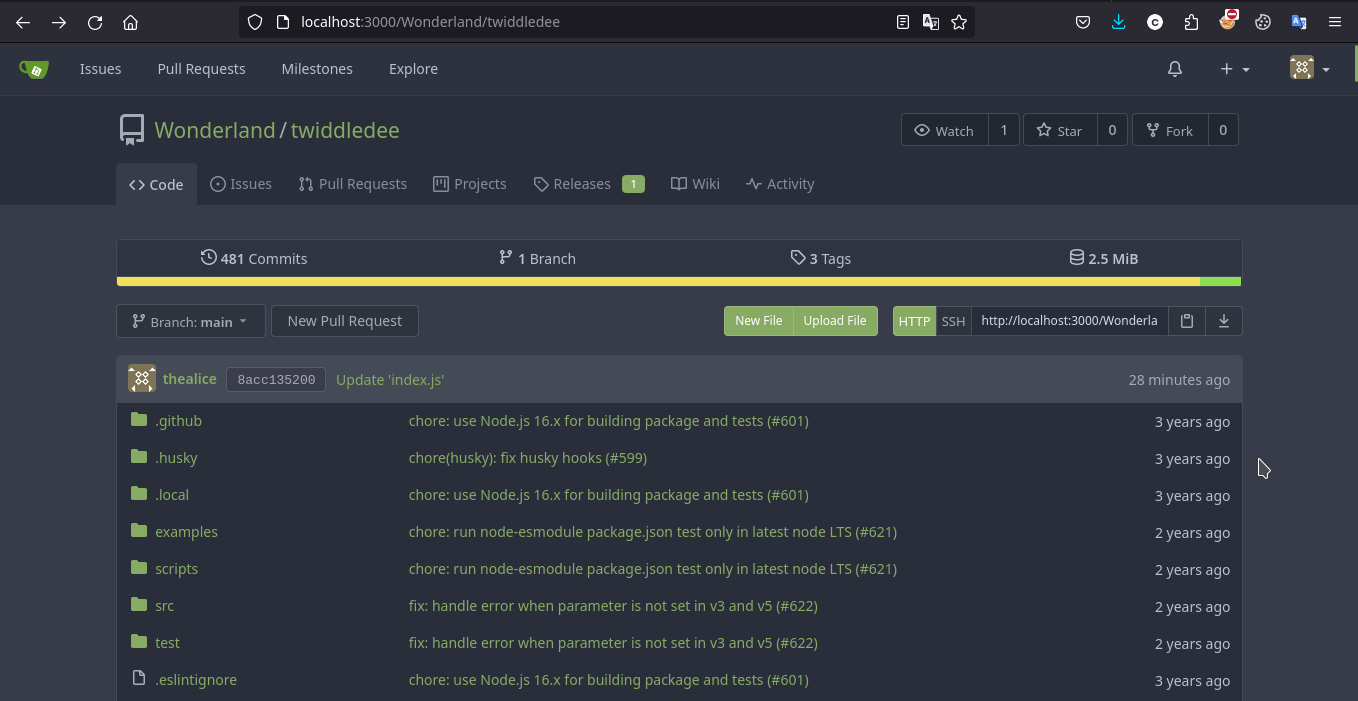 localhost:3000/Wonderland/twiddledee
Issues Pull Requests Milestones Explore
Wonderland / twiddledee
Watch 1 Star 0 Fork 0
Code Issues Pull Requests Projects Releases 1 Wiki Activity
481 Commits 1 Branch 3 Tags 2.5 MiB
Branch: main New Pull Request New File Upload File HTTP SSH http://localhost:3000/Wonderla
thealice 8acc135200 Update 'index.js' 28 minutes ago
.github chore: use Node.js 16.x for building package and tests (#601) 3 years ago
.husky chore(husky): fix husky hooks (#599) 3 years ago
.local chore: use Node.js 16.x for building package and tests (#601) 3 years ago
examples chore: run node-esmodule package.json test only in latest node LTS (#621) 2 years ago
scripts chore: run node-esmodule package.json test only in latest node LTS (#621) 2 years ago
src fix: handle error when parameter is not set in v3 and v5 (#622) 2 years ago
test fix: handle error when parameter is not set in v3 and v5 (#622) 2 years ago
.eslintignore chore: use Node.js 16.x for building package and tests (#601) 3 years ago